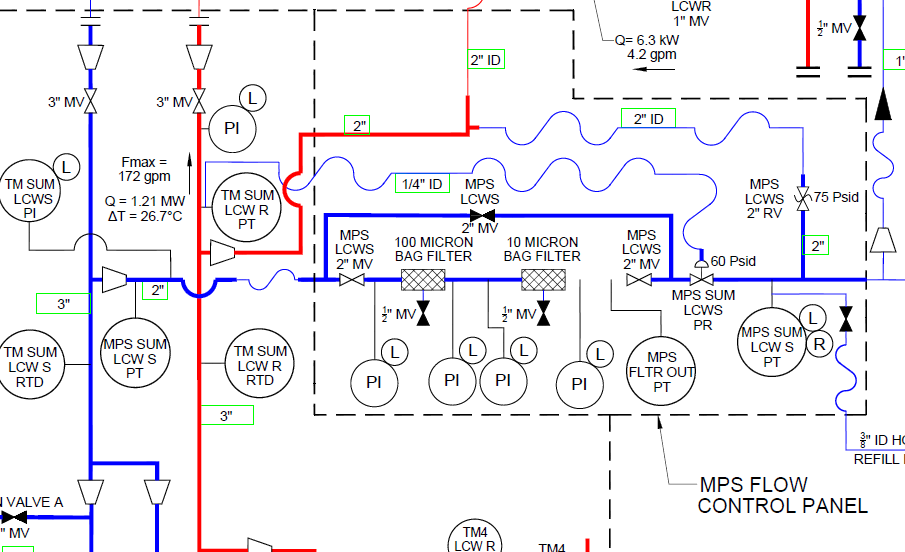 LCWR
1" MV
1/2" MV
Q= 6.3 kW
4.2 gpm
2" ID
1"
3" MV
3" MV
L
PI
2"
2" ID
Fmax =
172 gpm
Q = 1.21 MW
ΔT = 26.7°C
L
TM SUM
LCWS
PI
TM SUM
LCW R
PT
1/4" ID
MPS
LCWS
2" MV
MPS
LCWS
2" RV
75 Psid
2"
MPS
LCWS
2" MV
100 MICRON
BAG FILTER
10 MICRON
BAG FILTER
MPS
LCWS
2" MV
60 Psid
MPS SUM
LCWS
PR
3"
2"
1/2" MV
1/2" MV
TM SUM
LCW S
RTD
MPS SUM
LCW S
PT
TM SUM
LCW R
RTD
L
PI
L
PI
L
PI
L
PI
MPS
FLTR OUT
PT
MPS SUM
LCW S
PT
L
R
3"
3/8" ID HO
REFILL
MPS FLOW
CONTROL PANEL
N VALVE A
" MV
TM4
LCW R
TM4